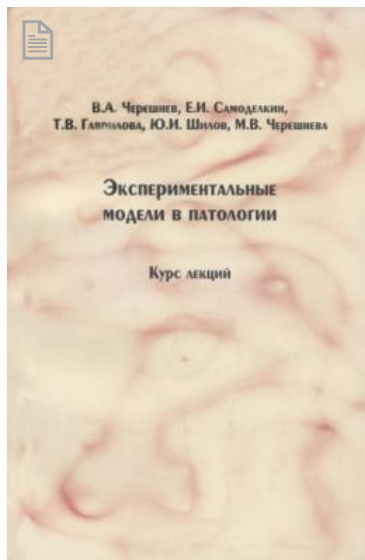 В.А. Черешнев, Е.И. Самоделкин,
Т.В. Гаврилова, Ю.И. Шилов, М.В. Черешнева
Экспериментальные
модели в патологии
Курс лекций